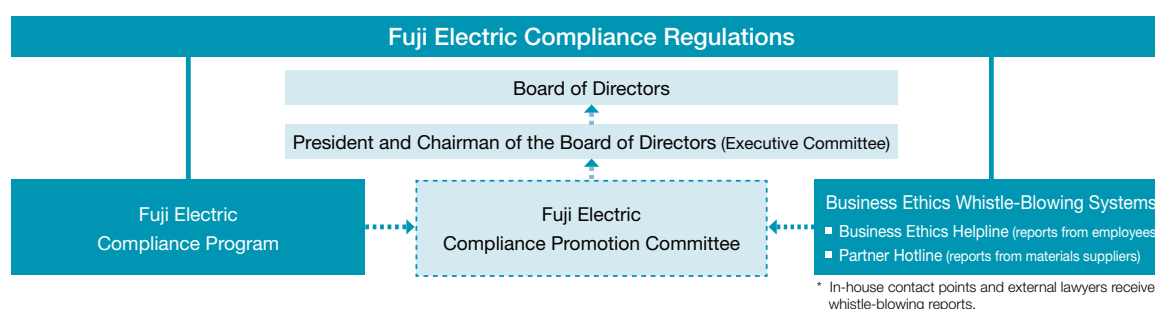 Fuji Electric Compliance Regulations
Board of Directors
President and Chairman of the Board of Directors (Executive Committee)
Fuji Electric
Compliance Program
Fuji Electric
Compliance Promotion Committee
Business Ethics Whistle-Blowing Systems
■ Business Ethics Helpline (reports from employees
■ Partner Hotline (reports from materials suppliers)
* In-house contact points and external lawyers receive
whistle-blowing reports.